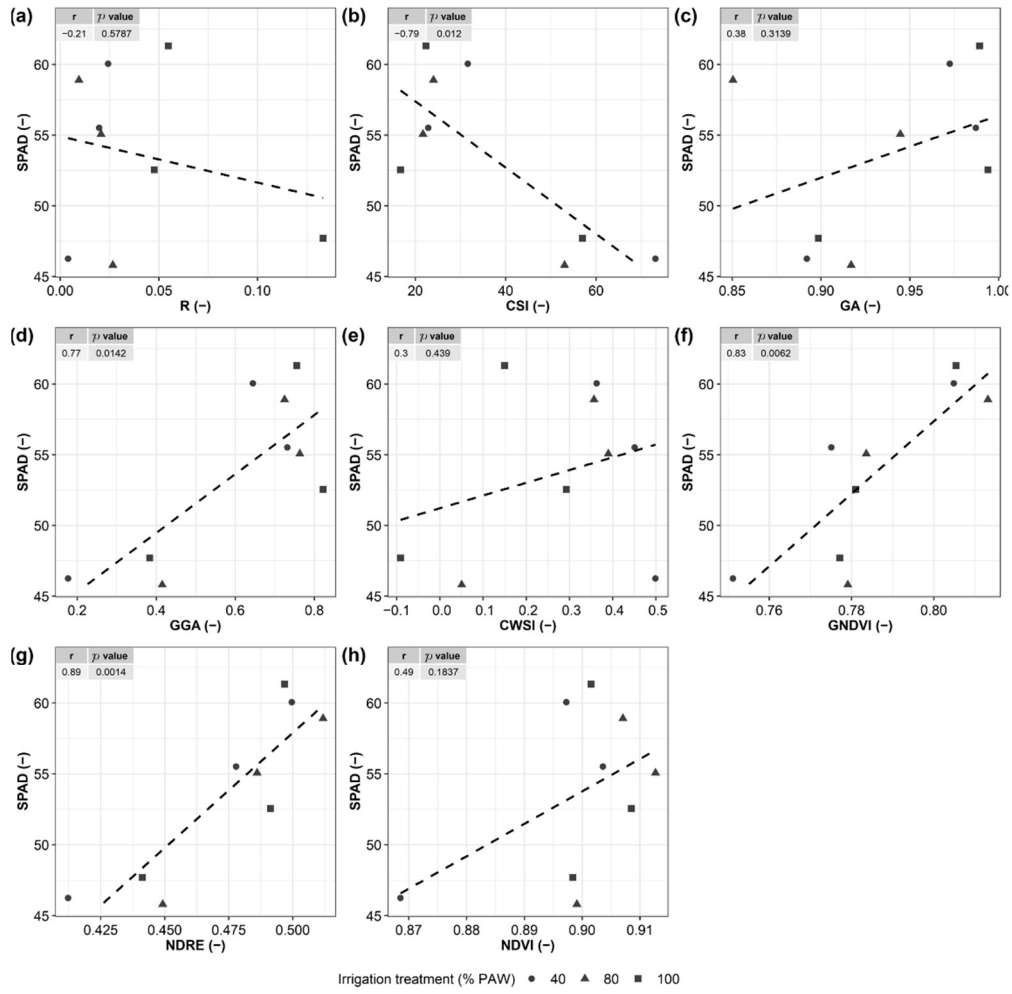 (a)
r p value
−0.21 0.5787
SPAD (−)
60
55
50
45
0.00 0.05 0.10
R (−)
(b)
r p value
−0.79 0.012
SPAD (−)
60
55
50
45
20 40 60
CSI (−)
(c)
r p value
0.38 0.3139
SPAD (−)
60
55
50
45
0.85 0.90 0.95 1.00
GA (−)
(d)
r p value
0.77 0.0142
SPAD (−)
60
55
50
45
0.2 0.4 0.6 0.8
GGA (−)
(e)
r p value
0.3 0.439
SPAD (−)
60
55
50
45
−0.1 0.0 0.1 0.2 0.3 0.4 0.5
CWSI (−)
(f)
r p value
0.83 0.0062
SPAD (−)
60
55
50
45
0.76 0.78 0.80
GNDVI (−)
(g)
r p value
0.89 0.0014
SPAD (−)
60
55
50
45
0.425 0.450 0.475 0.500
NDRE (−)
(h)
r p value
0.49 0.1837
SPAD (−)
60
55
50
45
0.87 0.88 0.89 0.90 0.91
NDVI (−)
Irrigation treatment (% PAW) 40 80 100